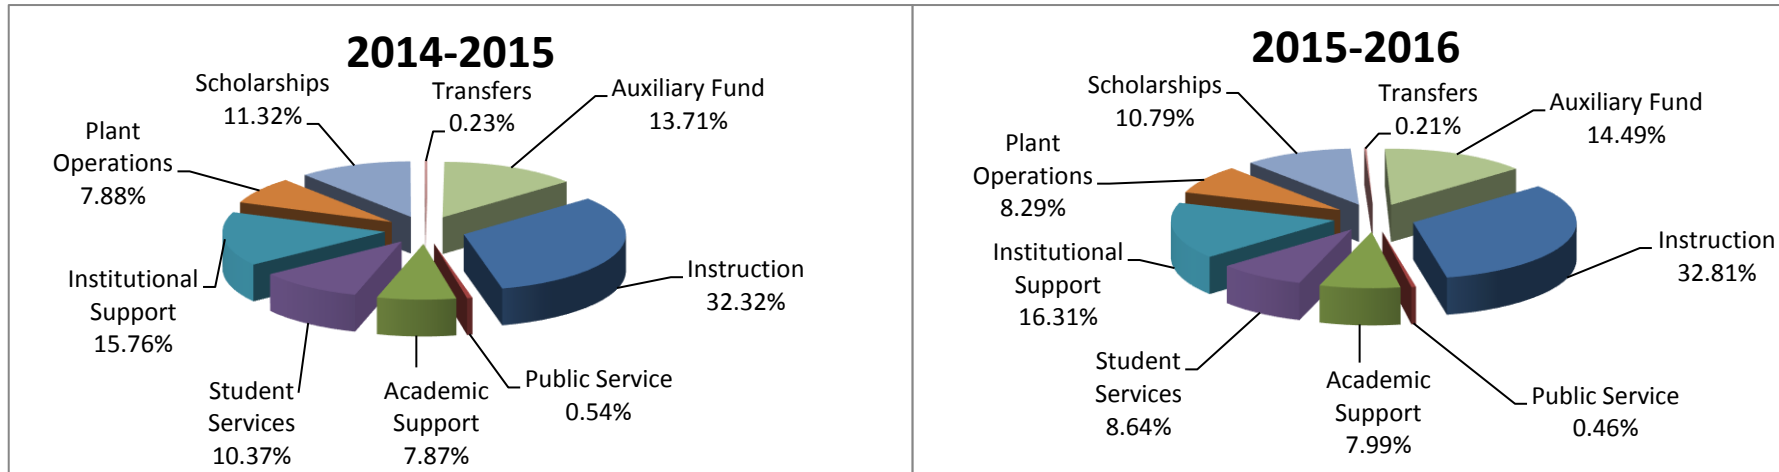 2014-2015
Scholarships
11.32%
Transfers
0.23%
Auxiliary Fund
13.71%
Plant
Operations
7.88%
Instruction
32.32%
Institutional
Support
15.76%
Public Service
0.54%
Student
Services
10.37%
Academic
Support
7.87%
2015-2016
Scholarships
10.79%
Transfers
0.21%
Auxiliary Fund
14.49%
Plant
Operations
8.29%
Instruction
32.81%
Institutional
Support
16.31%
Student
Services
8.64%
Academic
Support
7.99%
Public Service
0.46%